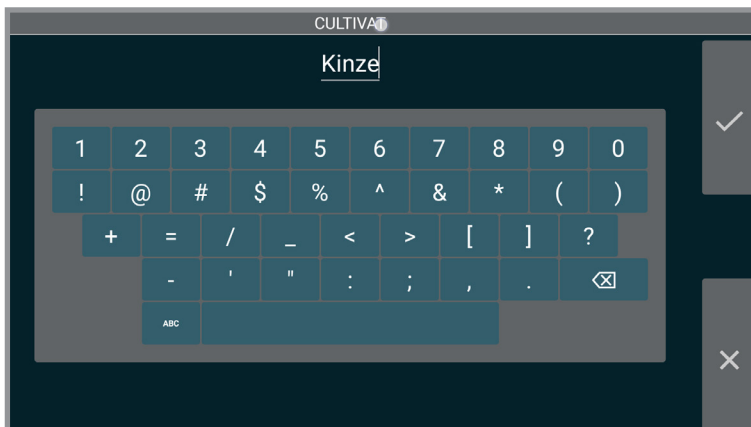 CULTIVAT
Kinze
1 2 3 4 5 6 7 8 9 0
! @ # $ % ^ & * ( )
+ = / _ < > [ ] ?
- ' " : ; , .
ABC